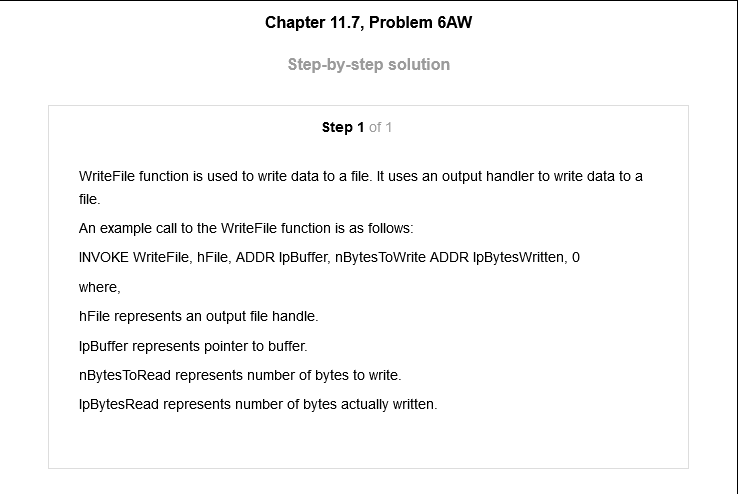 Chapter 11.7, Problem 6AW
Step-by-step solution
Step 1 of 1
WriteFile function is used to write data to a file. It uses an output handler to write data to a
file.
An example call to the WriteFile function is as follows:
INVOKE WriteFile, hFile, ADDR lpBuffer, nBytesToWrite ADDR lpBytesWritten, 0
where,
hFile represents an output file handle.
lpBuffer represents pointer to buffer.
nBytesToRead represents number of bytes to write.
lpBytesRead represents number of bytes actually written.